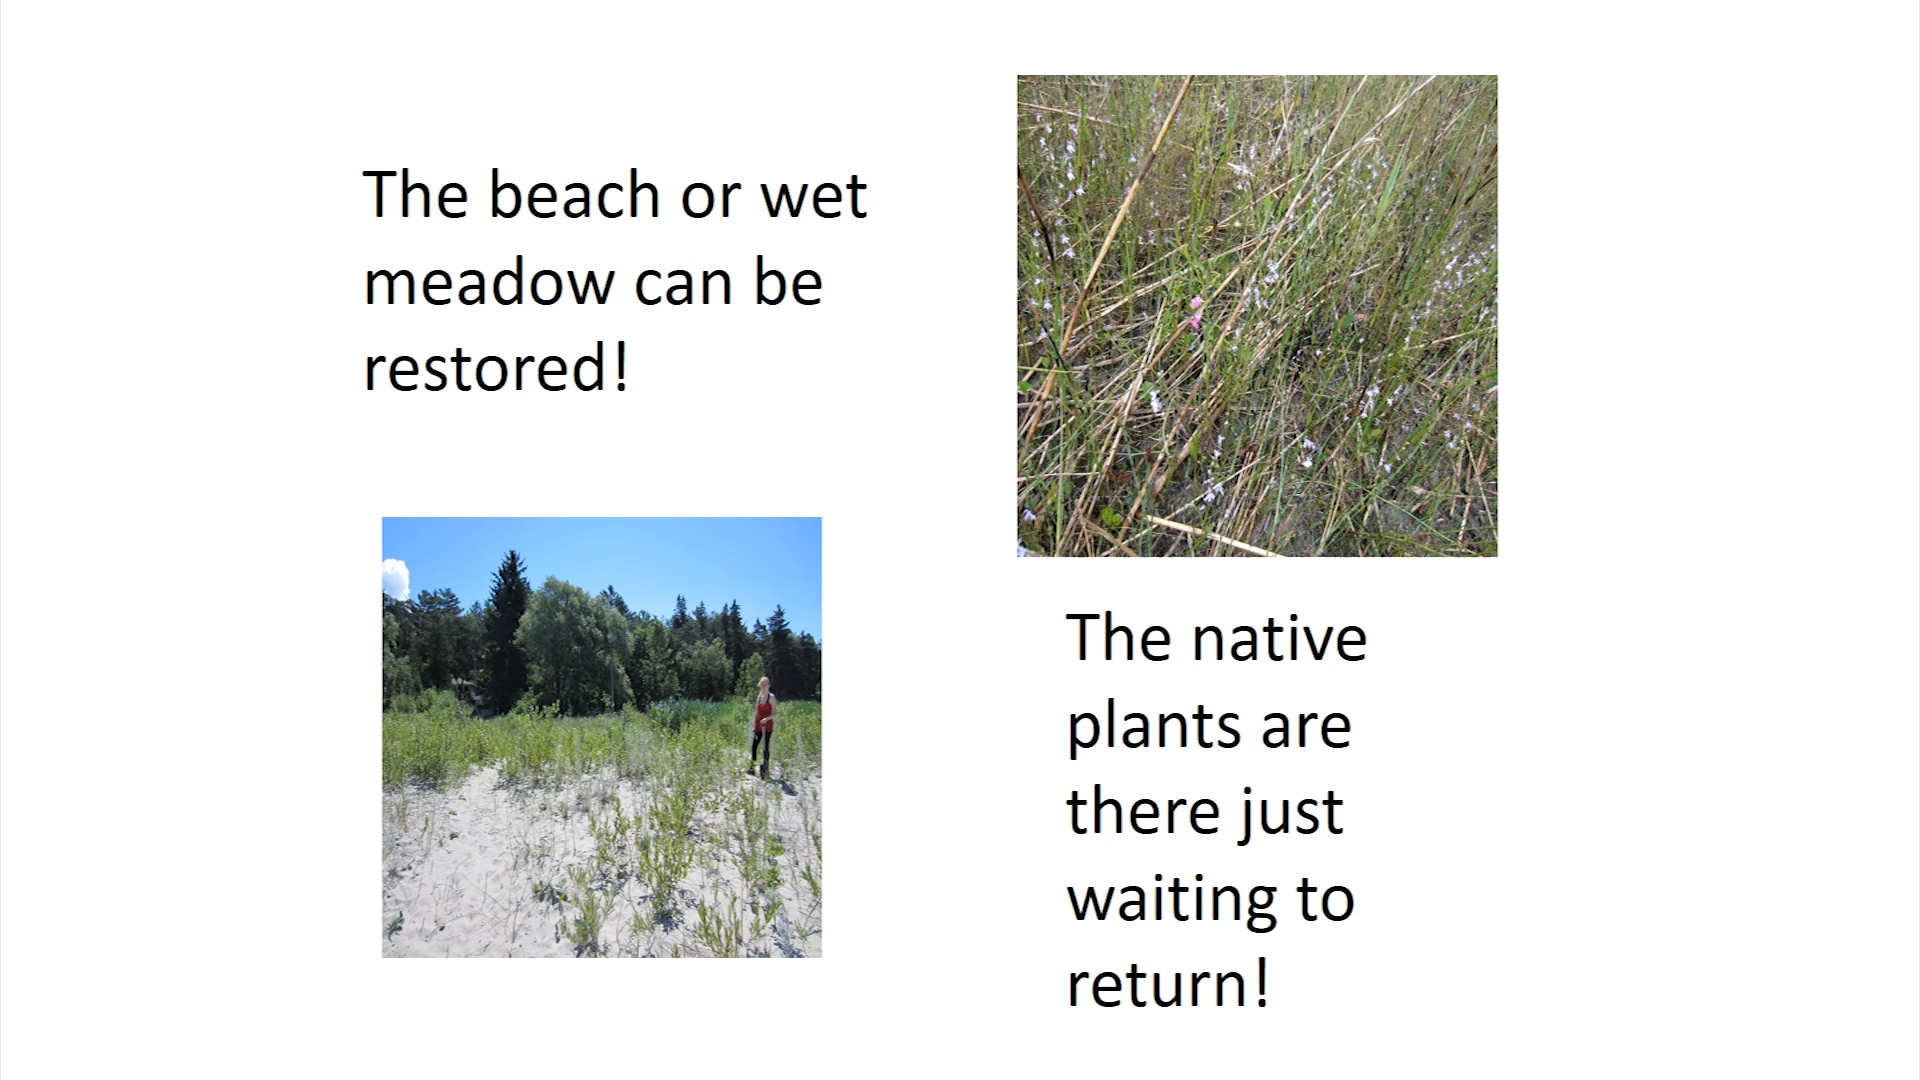 The beach or wet
meadow can be
restored!
The native
plants are
there just
waiting to
return!